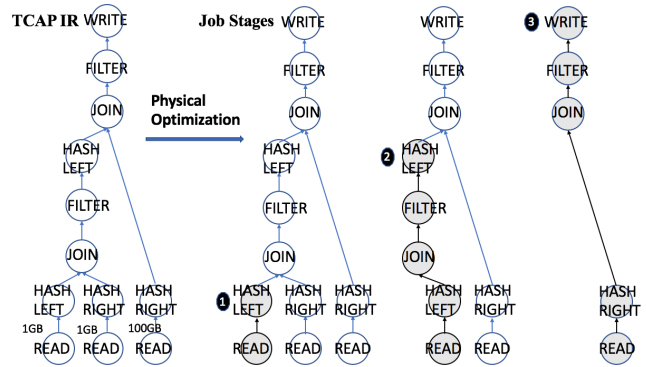 TCAP IR
WRITE
FILTER
JOIN
HASH
LEFT
FILTER
JOIN
HASH
LEFT
HASH
RIGHT
HASH
RIGHT
1GB
1GB
100GB
READ
READ
READ
Physical
Optimization
Job Stages
WRITE
FILTER
JOIN
HASH
LEFT
FILTER
JOIN
1
HASH
LEFT
HASH
RIGHT
HASH
RIGHT
READ
READ
READ
WRITE
FILTER
JOIN
2
HASH
LEFT
FILTER
JOIN
HASH
LEFT
HASH
RIGHT
READ
READ
3
WRITE
FILTER
JOIN
HASH
RIGHT
READ